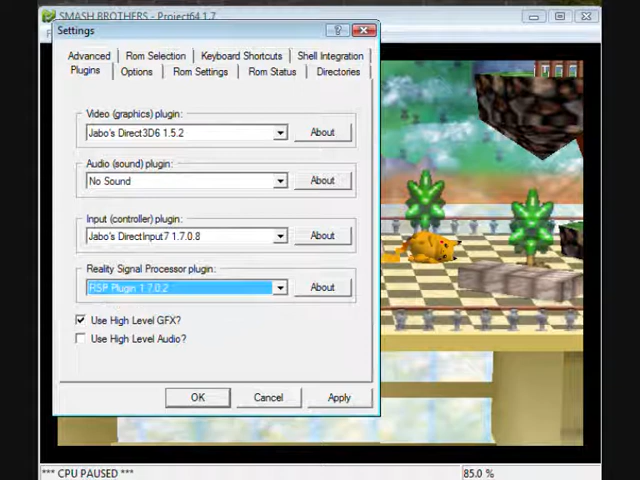 SMASH BROTHERS - Project64 1.7
Settings
Advanced
Rom Selection
Keyboard Shortcuts
Shell Integration
Plugins
Options
Rom Settings
Rom Status
Directories
Video (graphics) plugin:
Jabo's Direct3D6 1.5.2
About
Audio (sound) plugin:
No Sound
About
Input (controller) plugin:
Jabo's DirectInput7 1.7.0.8
About
Reality Signal Processor plugin:
RSP Plugin 1.7.0.2
About
Use High Level GFX?
Use High Level Audio?
OK
Cancel
Apply
*** CPU PAUSED ***
85.0 %